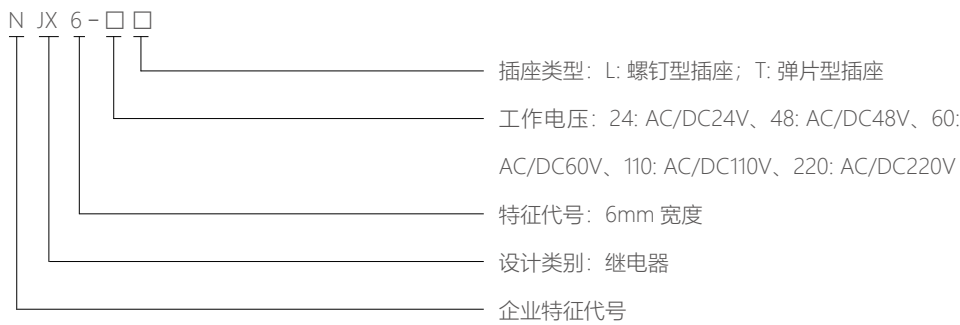 N JX 6-□□
插座类型：L: 螺钉型插座；T: 弹片型插座
工作电压：24: AC/DC24V、48: AC/DC48V、60:
AC/DC60V、110: AC/DC110V、220: AC/DC220V
特征代号：6mm 宽度
设计类别：继电器
企业特征代号